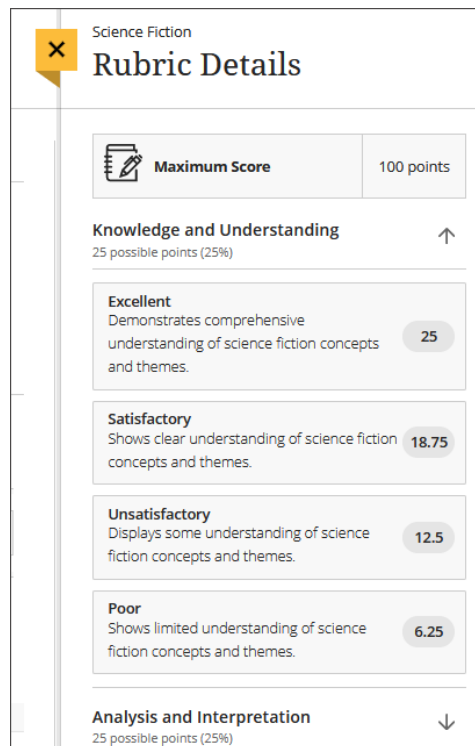 Science Fiction
Rubric Details
Maximum Score
100 points
Knowledge and Understanding
25 possible points (25%)
Excellent
Demonstrates comprehensive
understanding of science fiction concepts
and themes.
25
Satisfactory
Shows clear understanding of science fiction
concepts and themes.
18.75
Unsatisfactory
Displays some understanding of science
fiction concepts and themes.
12.5
Poor
Shows limited understanding of science
fiction concepts and themes.
6.25
Analysis and Interpretation
25 possible points (25%)